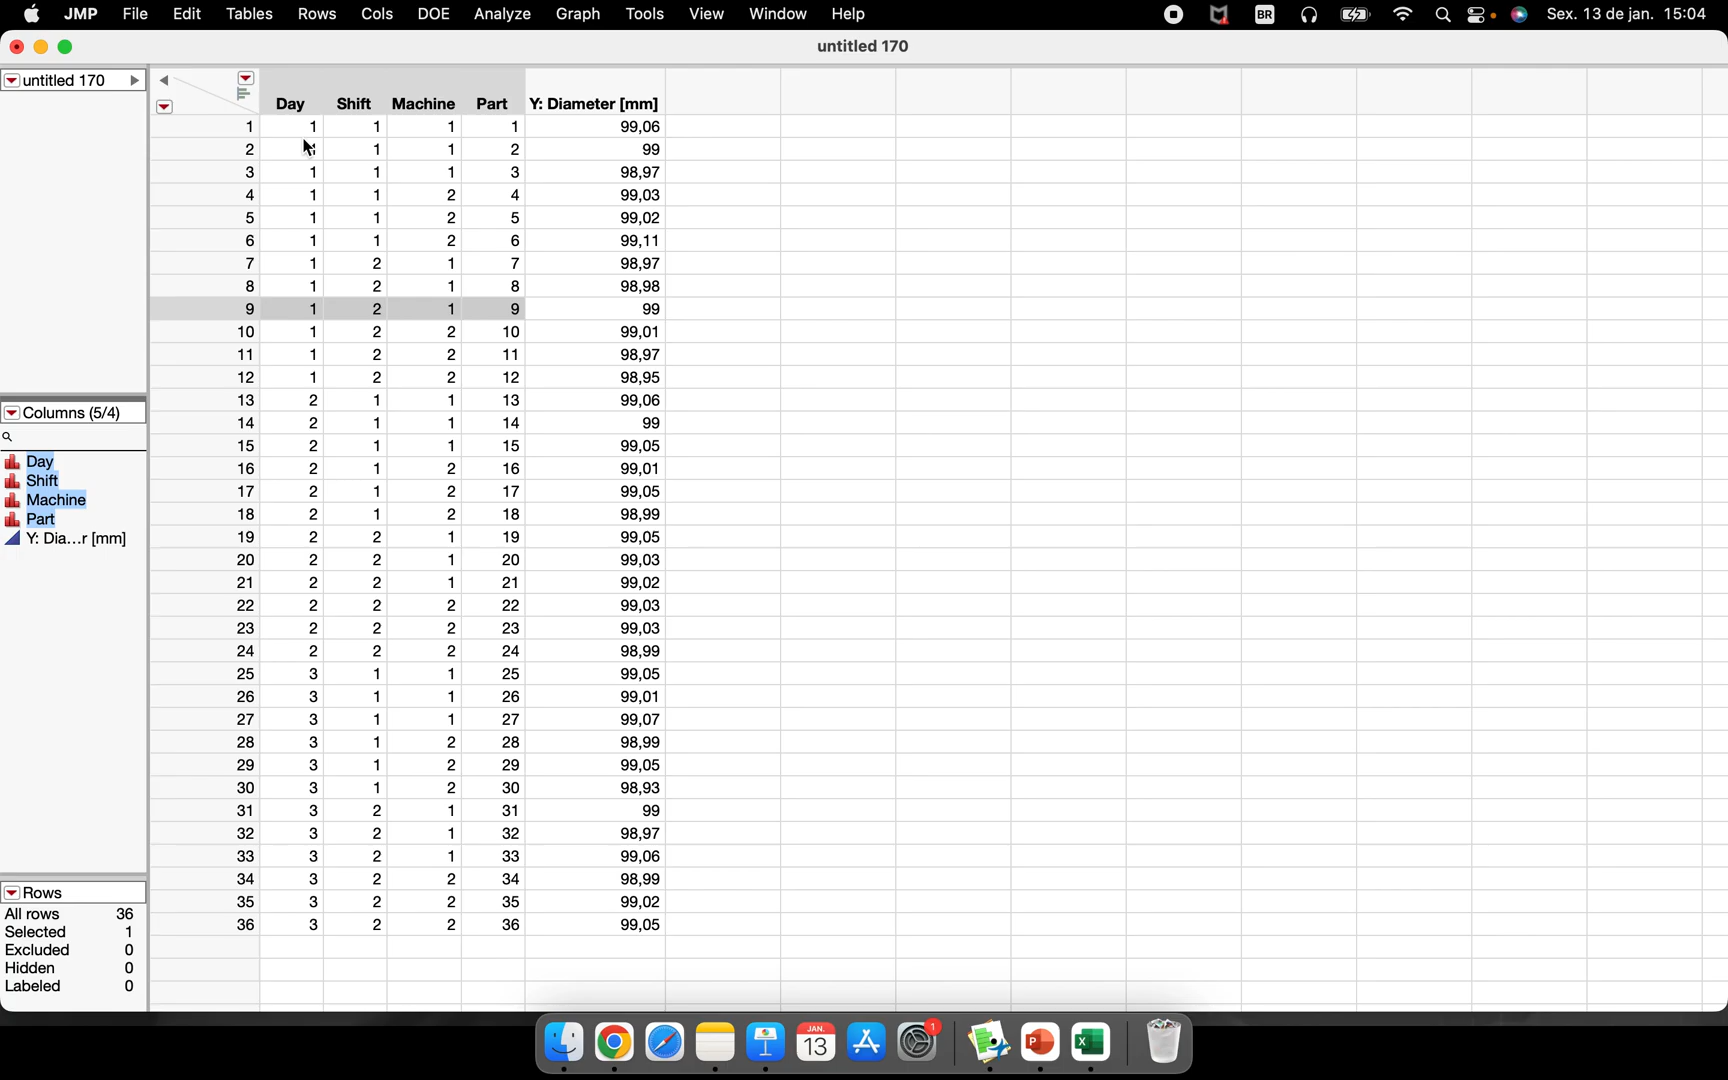 JMP File Edit Tables Rows Cols DOE Analyze Graph Tools View Window Help BR Sex. 13 de jan. 15:04
untitled 170
untitled 170
Day Shift Machine Part Y: Diameter [mm]
1 1 1 1 1 99,06
2 1 1 2 99
3 1 1 1 3 98,97
4 1 1 2 4 99,03
5 1 1 2 5 99,02
6 1 1 2 6 99,11
7 1 2 1 7 98,97
8 1 2 1 8 98,98
9 1 2 1 9 99
10 1 2 2 10 99,01
11 1 2 2 11 98,97
12 1 2 2 12 98,95
13 2 1 1 13 99,06
14 2 1 1 14 99
15 2 1 1 15 99,05
16 2 1 2 16 99,01
17 2 1 2 17 99,05
18 2 1 2 18 98,99
19 2 2 1 19 99,05
20 2 2 1 20 99,03
21 2 2 1 21 99,02
22 2 2 2 22 99,03
23 2 2 2 23 99,03
24 2 2 2 24 98,99
25 3 1 1 25 99,05
26 3 1 1 26 99,01
27 3 1 1 27 99,07
28 3 1 2 28 98,99
29 3 1 2 29 99,05
30 3 1 2 30 98,93
31 3 2 1 31 99
32 3 2 1 32 98,97
33 3 2 1 33 99,06
34 3 2 2 34 98,99
35 3 2 2 35 99,02
36 3 2 2 36 99,05
Columns (5/4)
Day
Shift
Machine
Part
Y: Dia...r [mm]
Rows
All rows 36
Selected 1
Excluded 0
Hidden 0
Labeled 0
JAN.
13
1
P
X